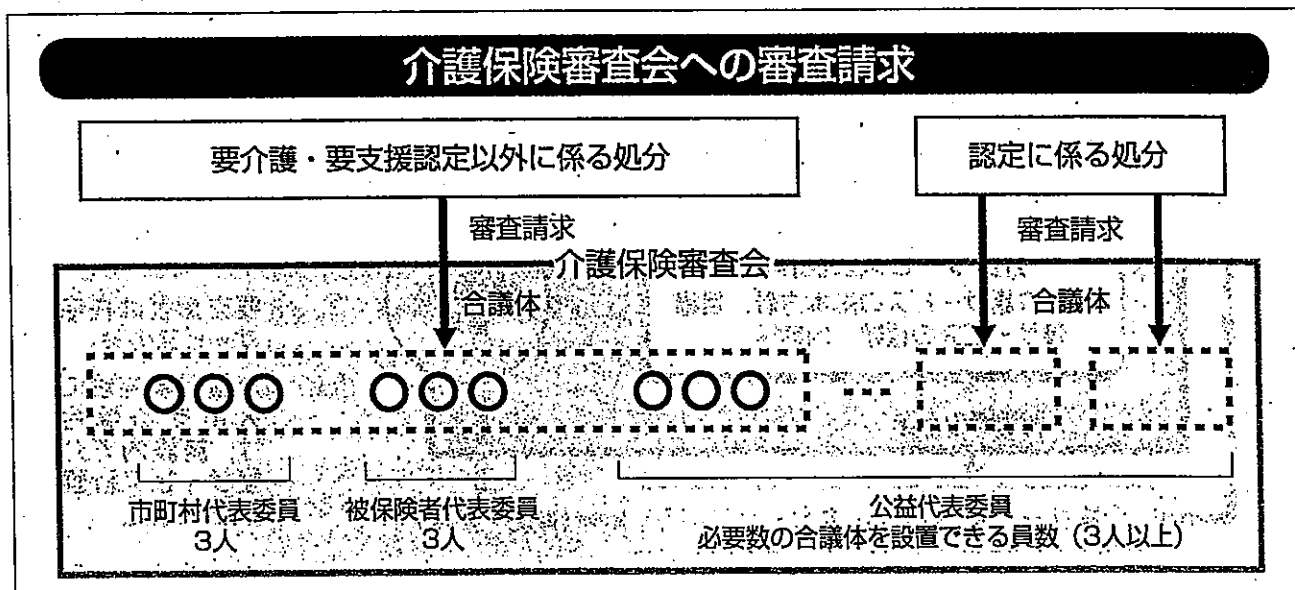 介護保険審査会への審査請求
要介護・要支援認定以外に係る処分
認定に係る処分
審査請求
審査請求
介護保険審査会
合議体
合議体
市町村代表委員
3人
被保険者代表委員
3人
公益代表委員
必要数の合議体を設置できる員数（3人以上）